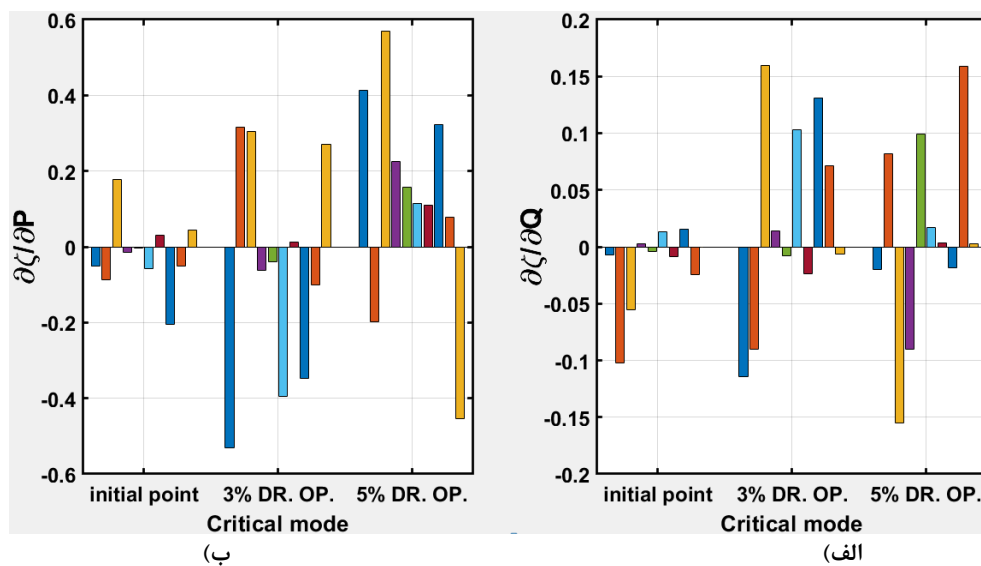 0.6
0.4
0.2
0
-0.2
-0.4
-0.6
∂ζ/∂P
initial point 3% DR. OP. 5% DR. OP.
Critical mode
ب)
0.2
0.15
0.1
0.05
0
-0.05
-0.1
-0.15
-0.2
∂ζ/∂Q
initial point 3% DR. OP. 5% DR. OP.
Critical mode
الف)